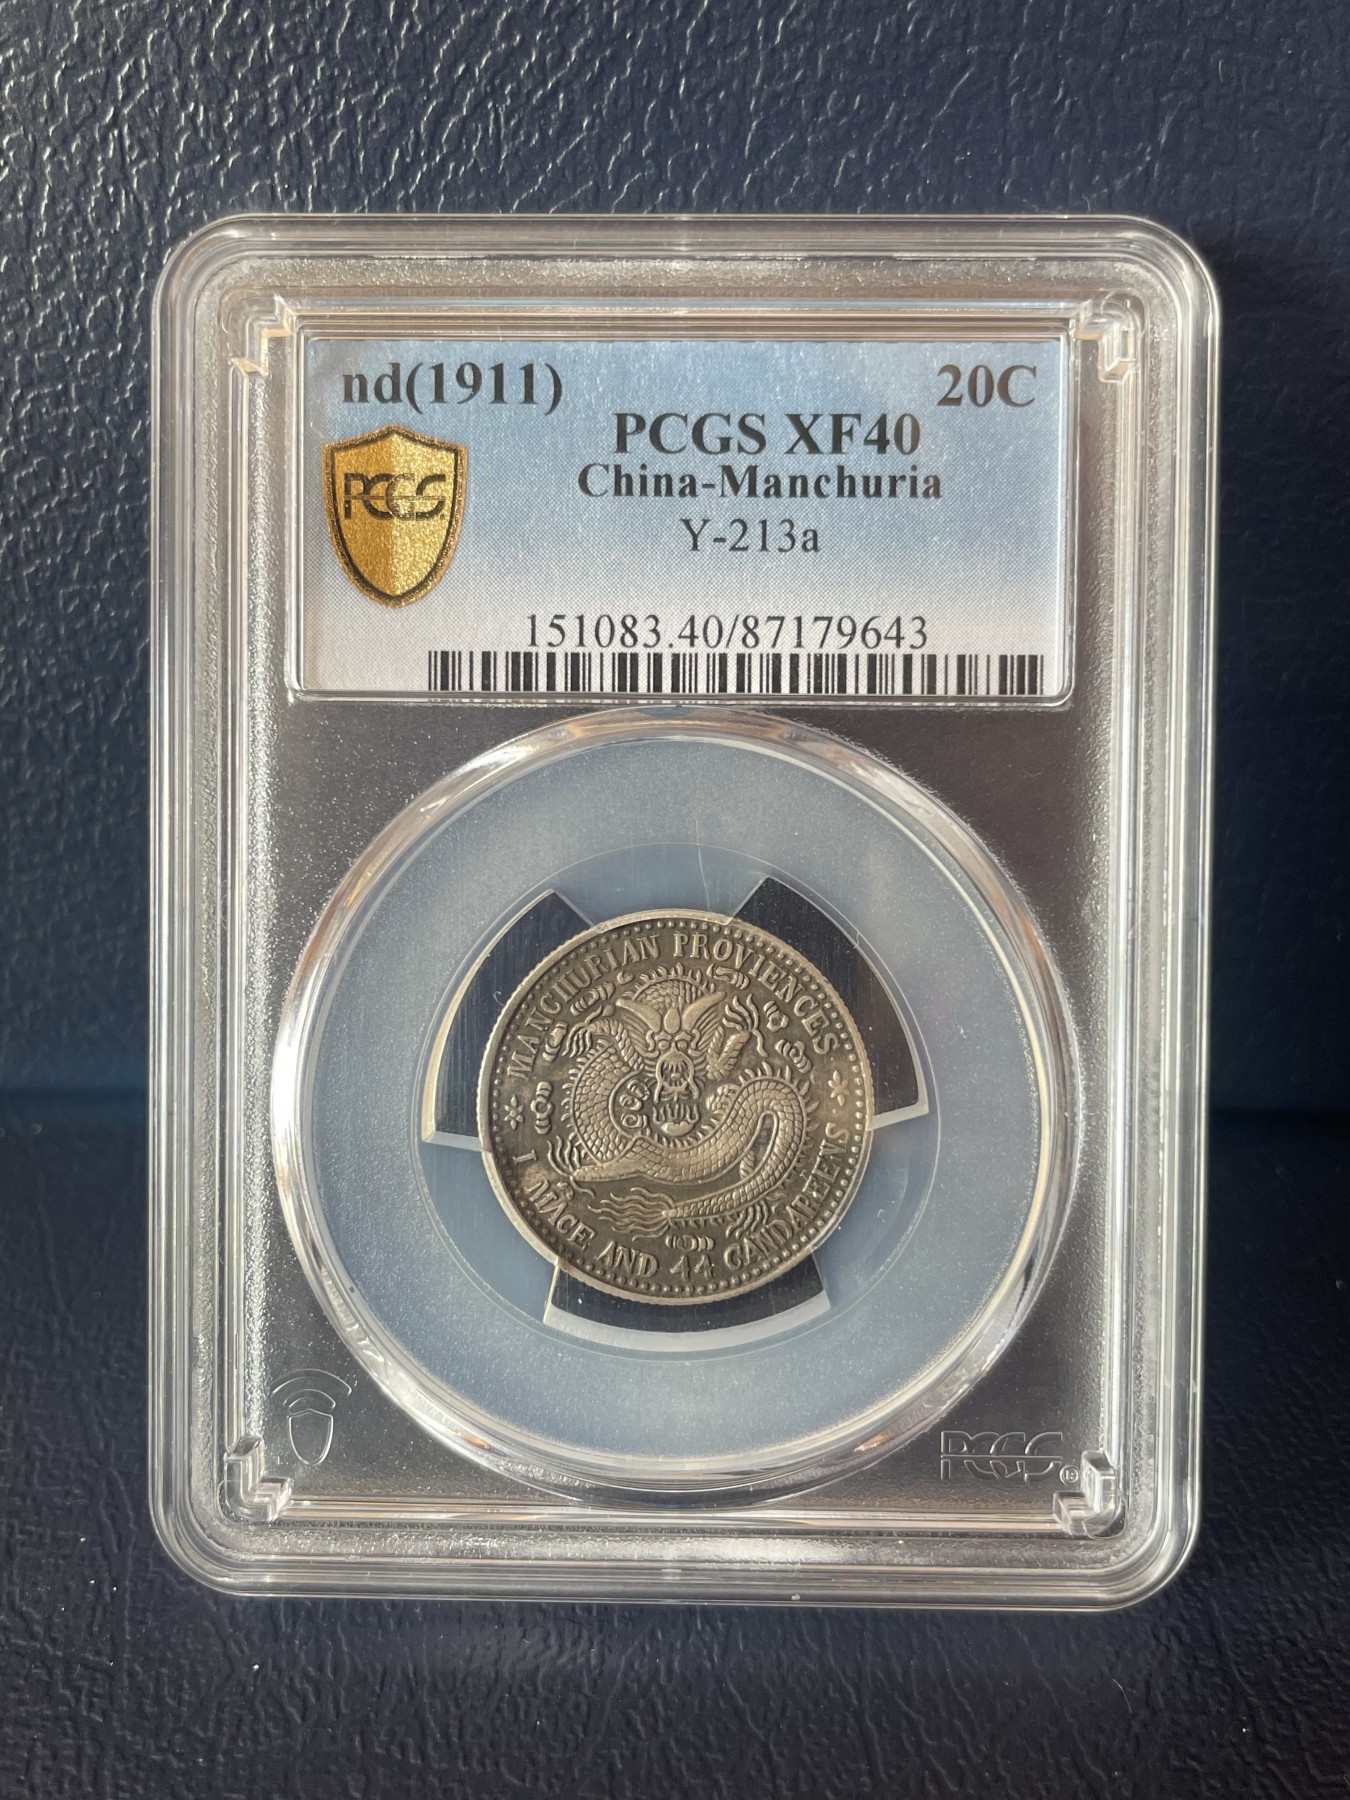 nd(1911)
20C
PCGS XF40
China-Manchuria
Y-213a
PCGS
151083.40/87179643
MANCHURIAN PROVIENCES
1 MACE AND 44 CANDAREENS
PCGS®